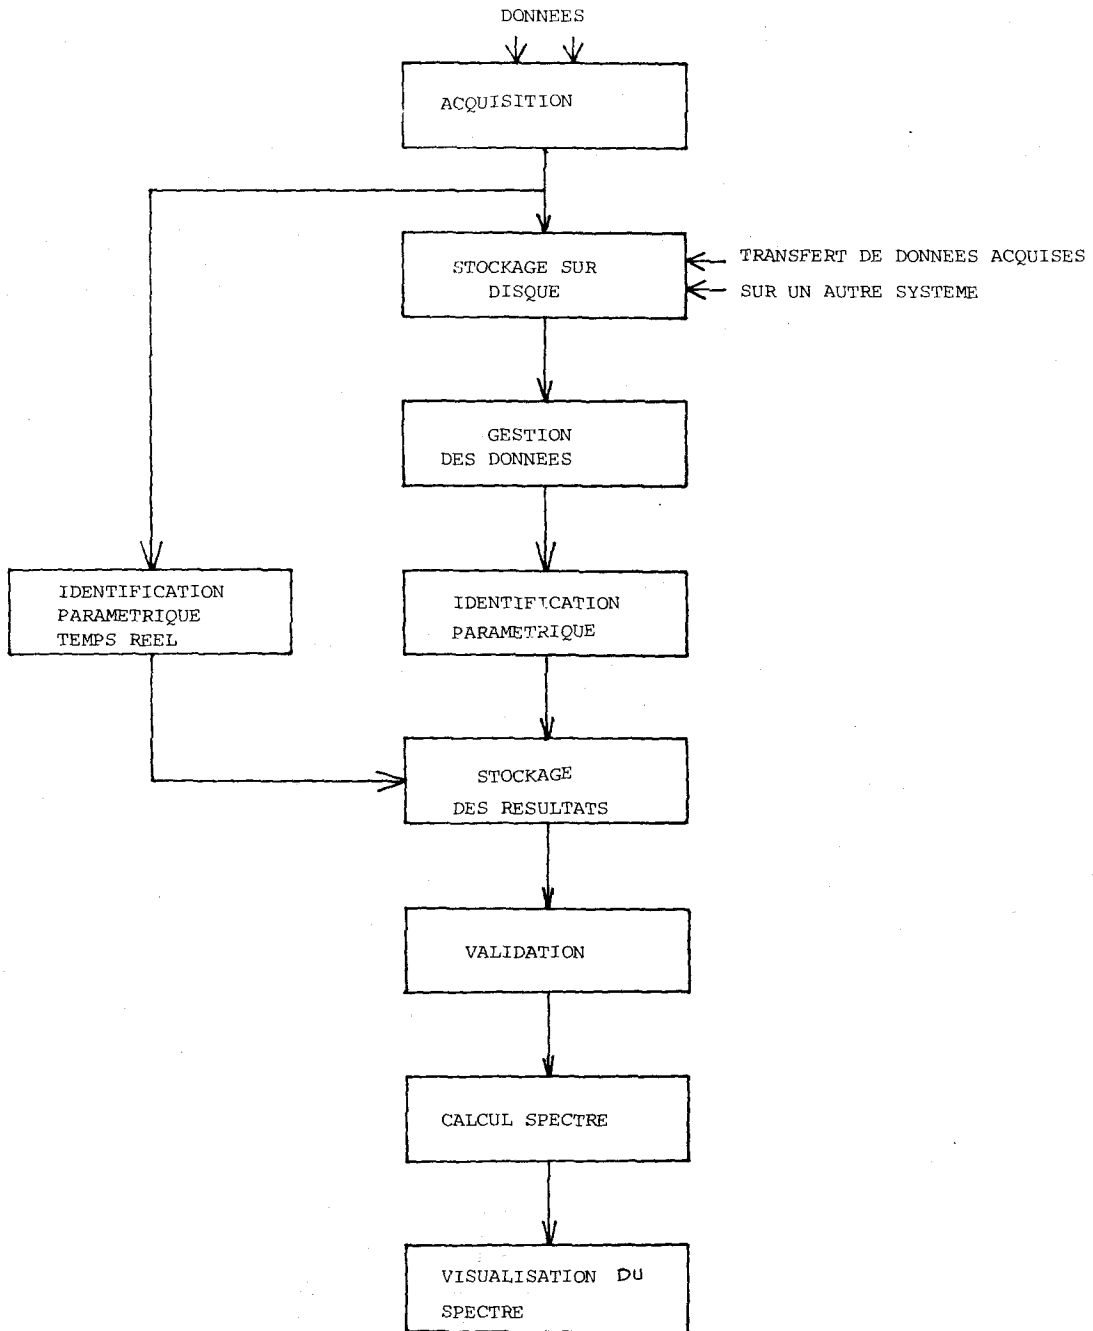 DONNEES
ACQUISITION
STOCKAGE SUR
DISQUE
TRANSFERT DE DONNEES ACQUISES
SUR UN AUTRE SYSTEME
GESTION
DES DONNEES
IDENTIFICATION
PARAMETRIQUE
TEMPS REEL
IDENTIFICATION
PARAMETRIQUE
STOCKAGE
DES RESULTATS
VALIDATION
CALCUL SPECTRE
VISUALISATION DU
SPECTRE